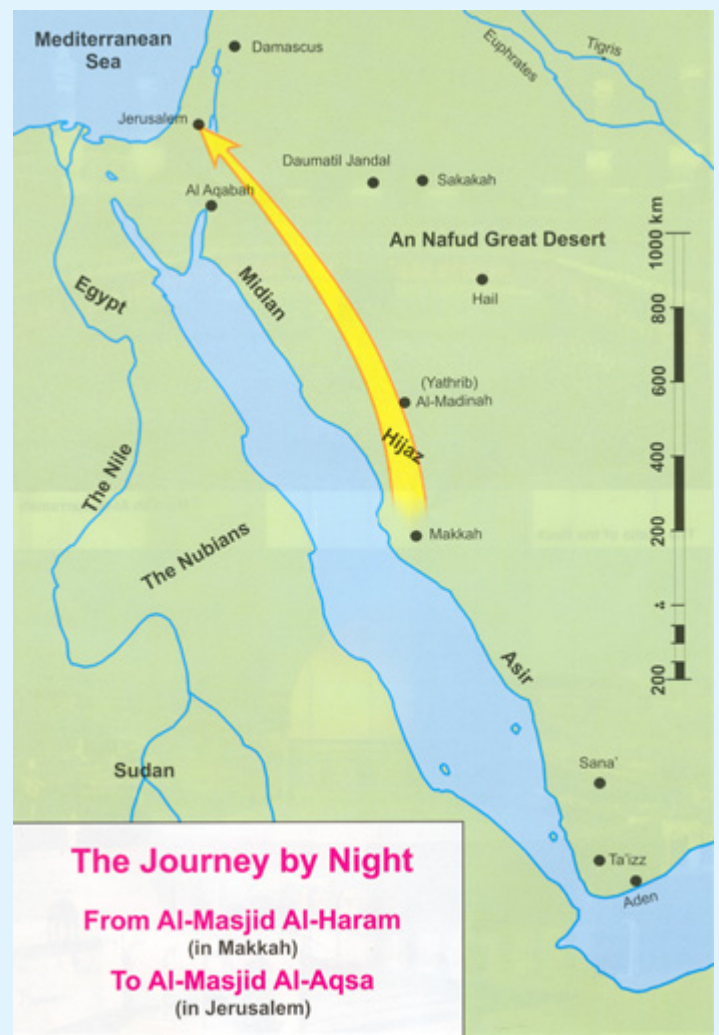 Mediterranean
Sea
Damascus
Euphrates
Tigris
Jerusalem
Daumatil Jandal
Sakakah
Al Aqabah
An Nafud Great Desert
Hail
Egypt
Midian
(Yathrib)
Al-Madinah
Hijaz
The Nile
Makkah
The Nubians
Asir
Sudan
Sana'
Ta'izz
Aden
1000 km
800
600
400
200
200
The Journey by Night
From Al-Masjid Al-Haram
(in Makkah)
To Al-Masjid Al-Aqsa
(in Jerusalem)